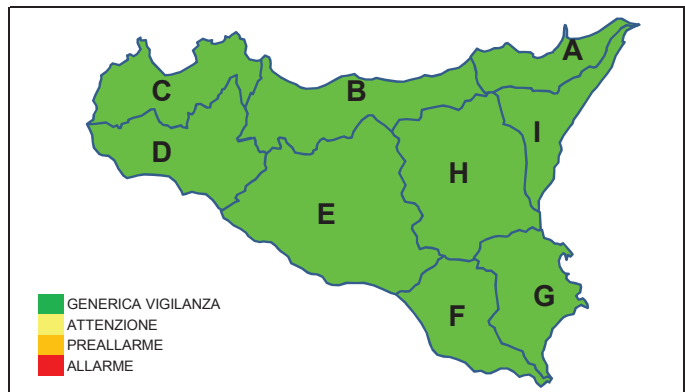 A
B
C
I
D
H
E
G
F
GENERICA VIGILANZA
ATTENZIONE
PREALLARME
ALLARME